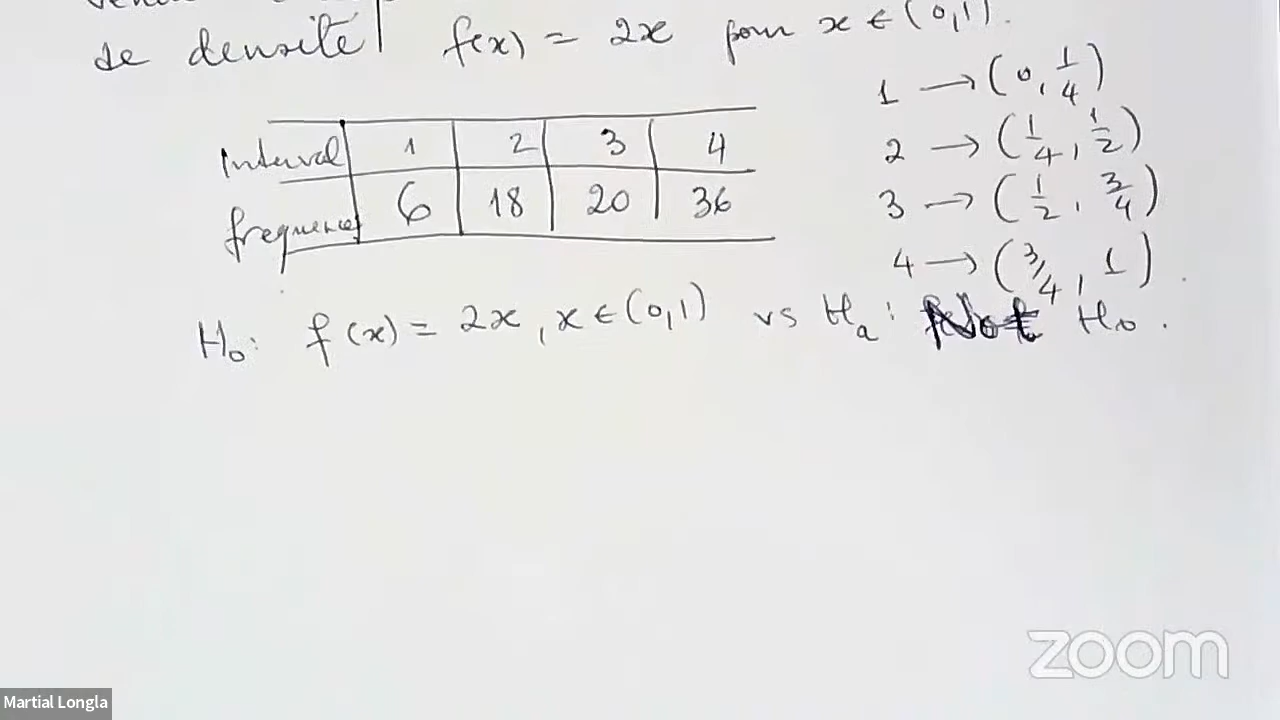 de densité f(x) = 2x pour x ∈ (0,1).
1 → (0, 1/4)
2 → (1/4, 1/2)
3 → (1/2, 3/4)
4 → (3/4, 1)
Interval 1 2 3 4
frequences 6 18 20 36
H₀: f(x) = 2x, x ∈ (0,1) vs Hₐ: Not H₀.
zoom
Martial Longla